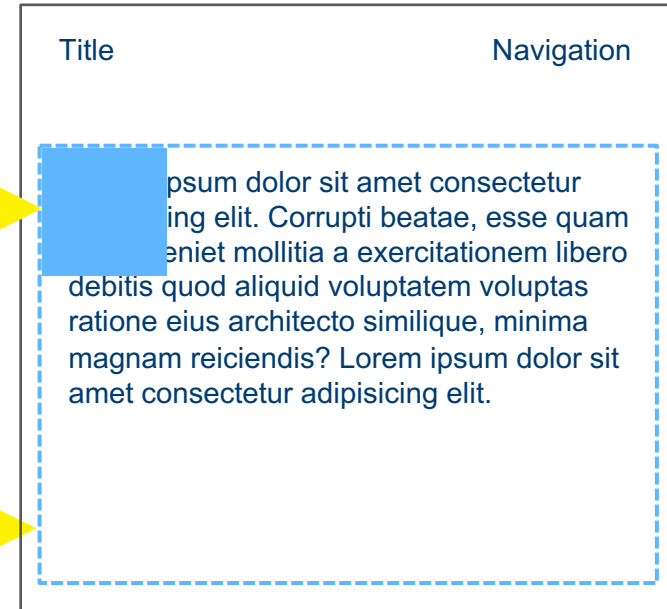 Title
Navigation
psum dolor sit amet consectetur
ing elit. Corrupti beatae, esse quam
eniet mollitia a exercitationem libero
debitis quod aliquid voluptatem voluptas
ratione eius architecto similique, minima
magnam reiciendis? Lorem ipsum dolor sit
amet consectetur adipisicing elit.